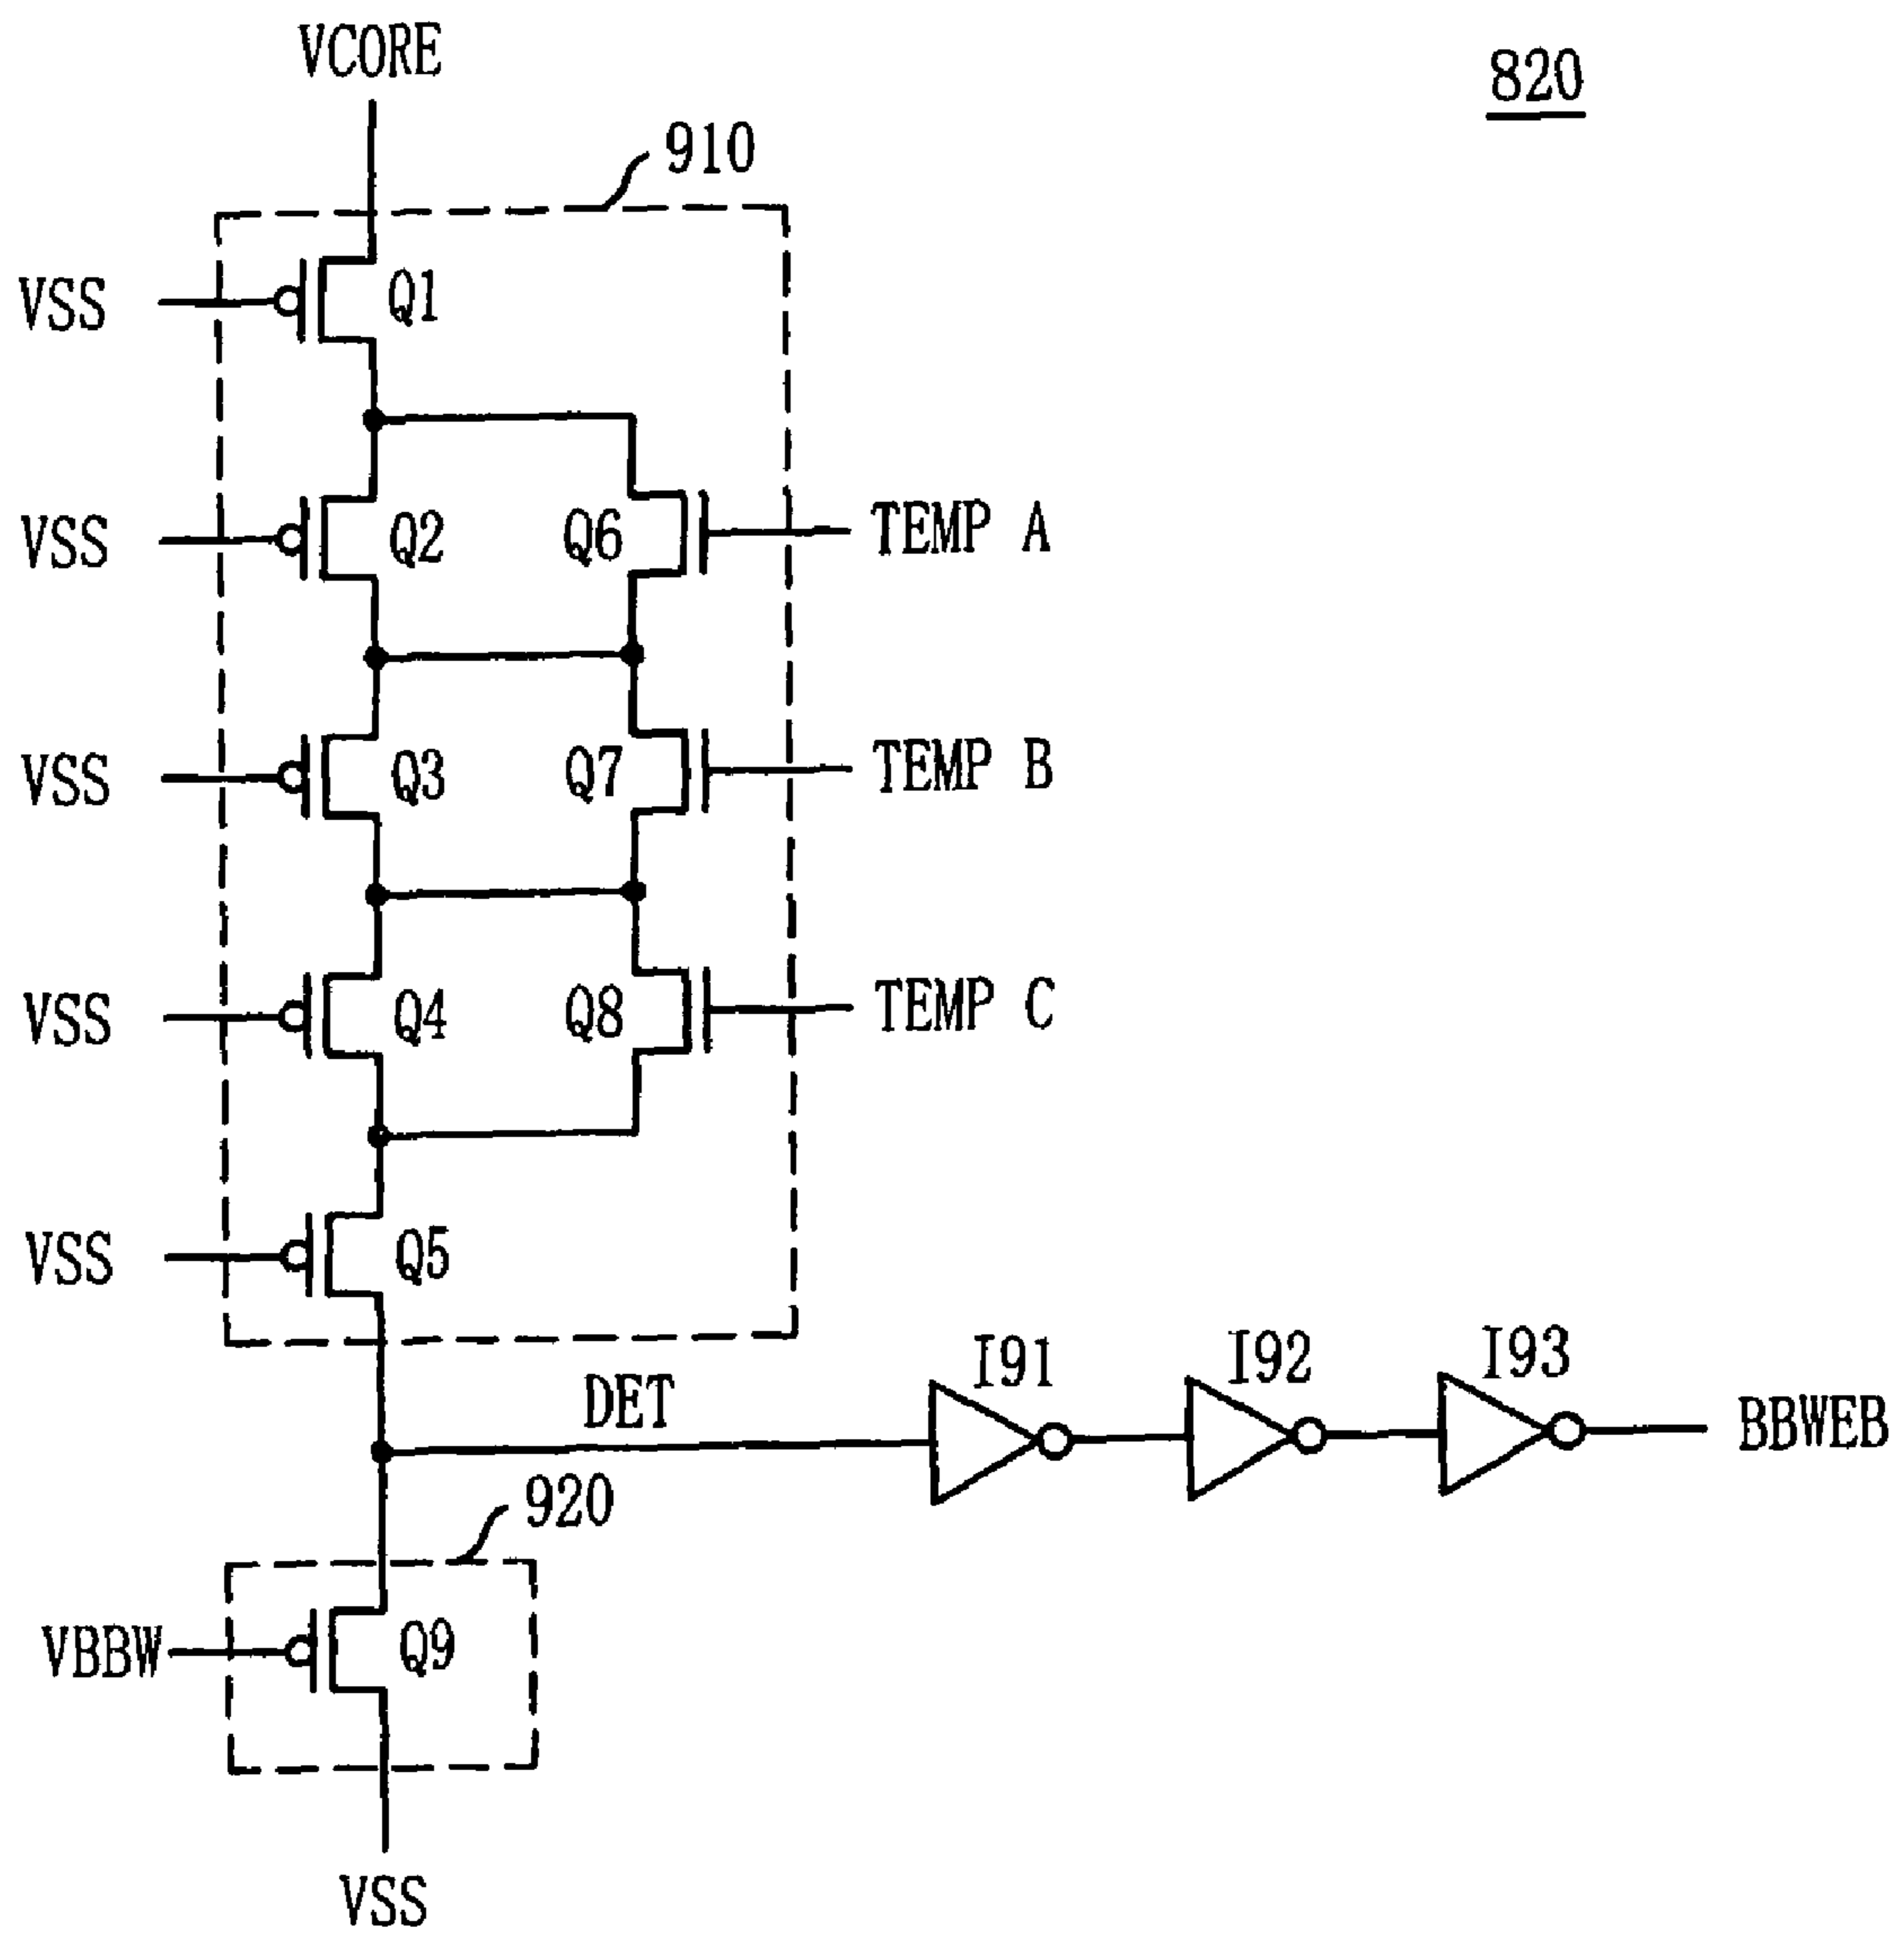 VCORE
820
910
VSS
Q1
VSS
Q2
Q6
TEMP A
VSS
Q3
Q7
TEMP B
VSS
Q4
Q8
TEMP C
VSS
Q5
DET
I91
I92
I93
BBWEB
920
VBBW
Q9
VSS